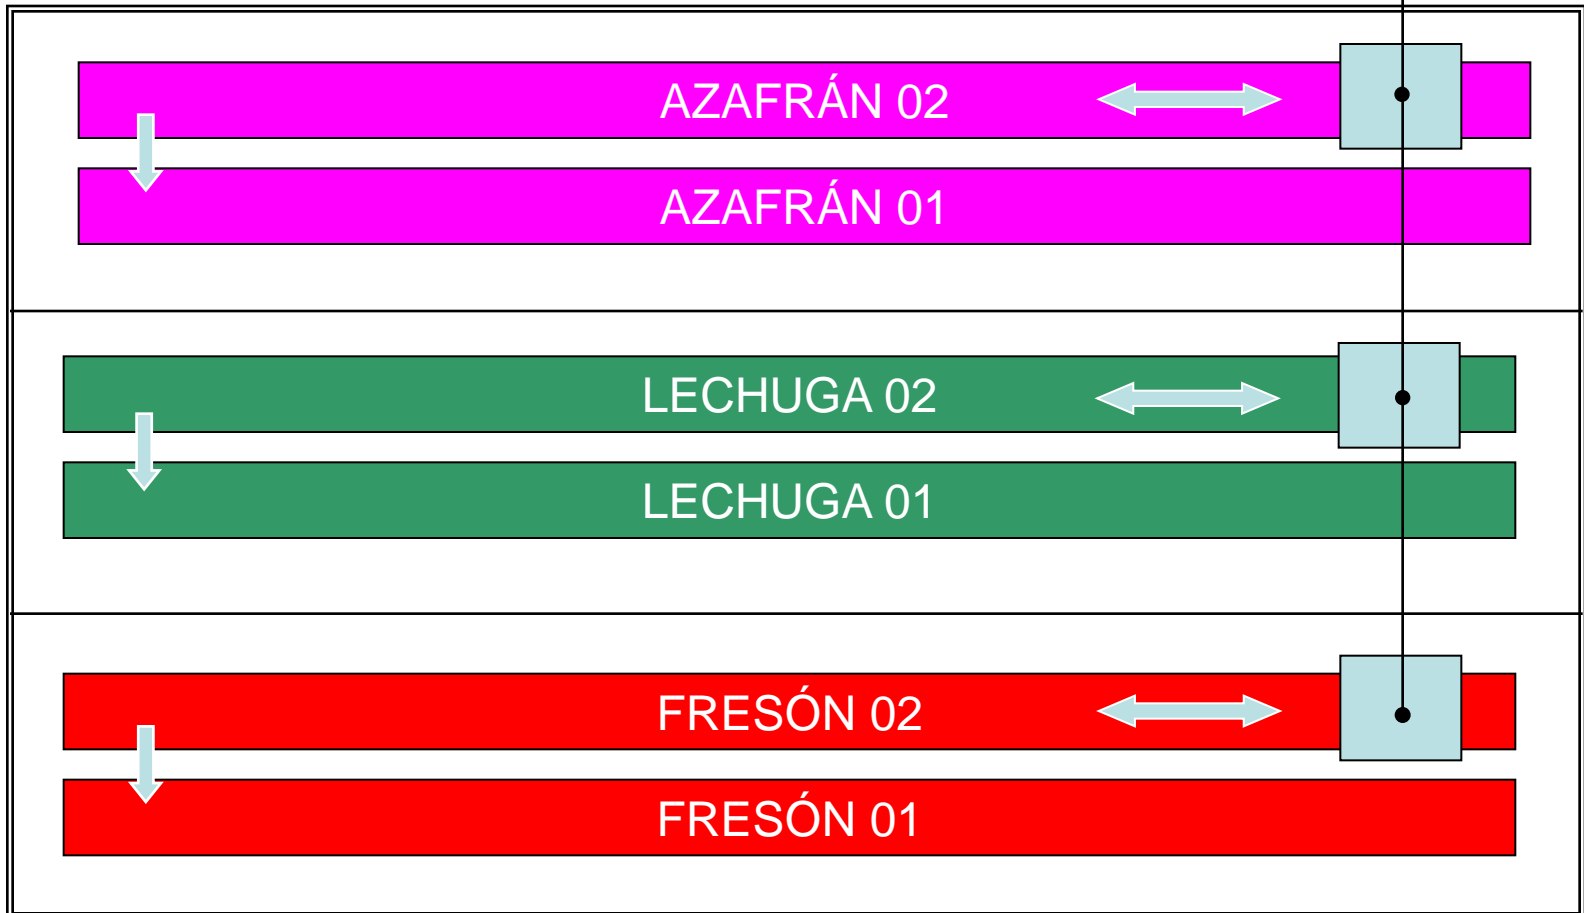 AZAFRÁN 02
AZAFRÁN 01
LECHUGA 02
LECHUGA 01
FRESÓN 02
FRESÓN 01